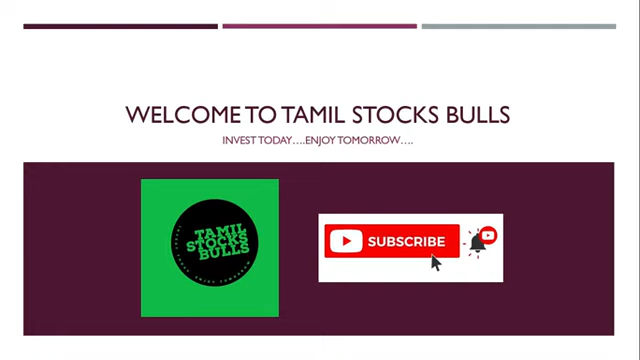 WELCOME TO TAMIL STOCKS BULLS
INVEST TODAY....ENJOY TOMORROW....
TAMIL
STOCKS
BULLS
SUBSCRIBE